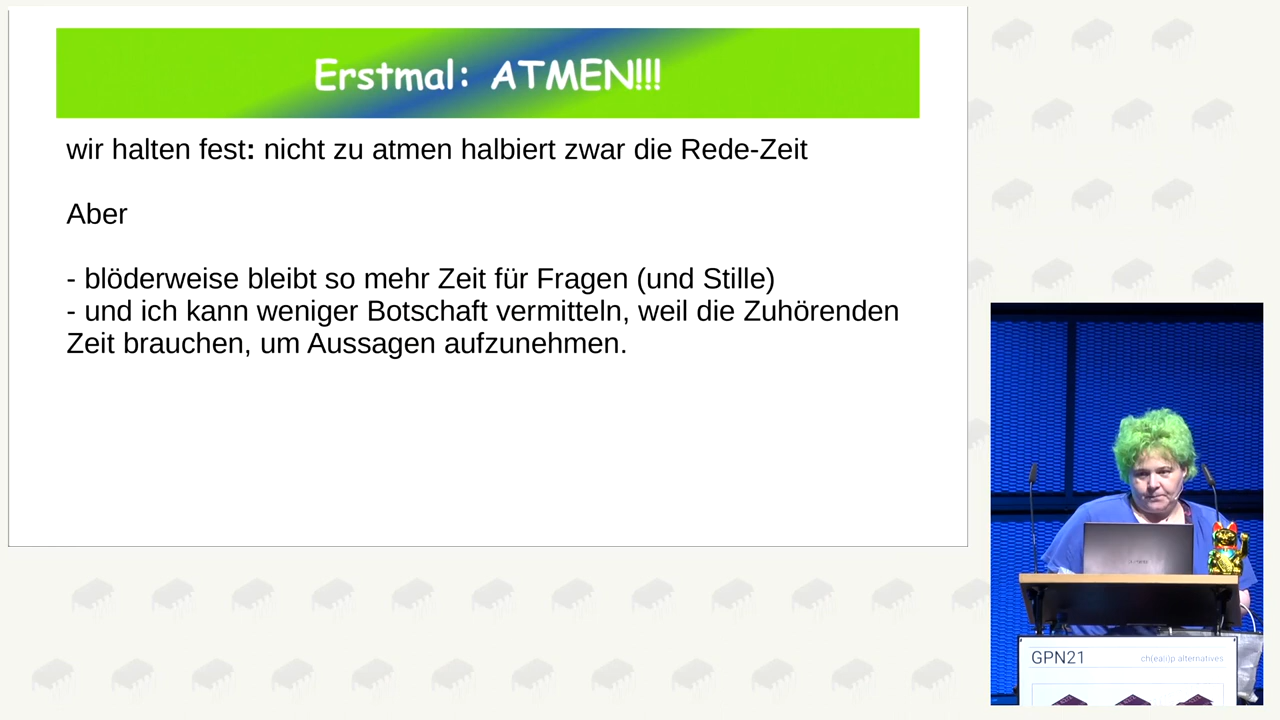 Erstmal: ATMEN!!!
wir halten fest: nicht zu atmen halbiert zwar die Rede-Zeit
Aber
- blöderweise bleibt so mehr Zeit für Fragen (und Stille)
- und ich kann weniger Botschaft vermitteln, weil die Zuhörenden
Zeit brauchen, um Aussagen aufzunehmen.
GPN21
ch(ea|i)p alternatives